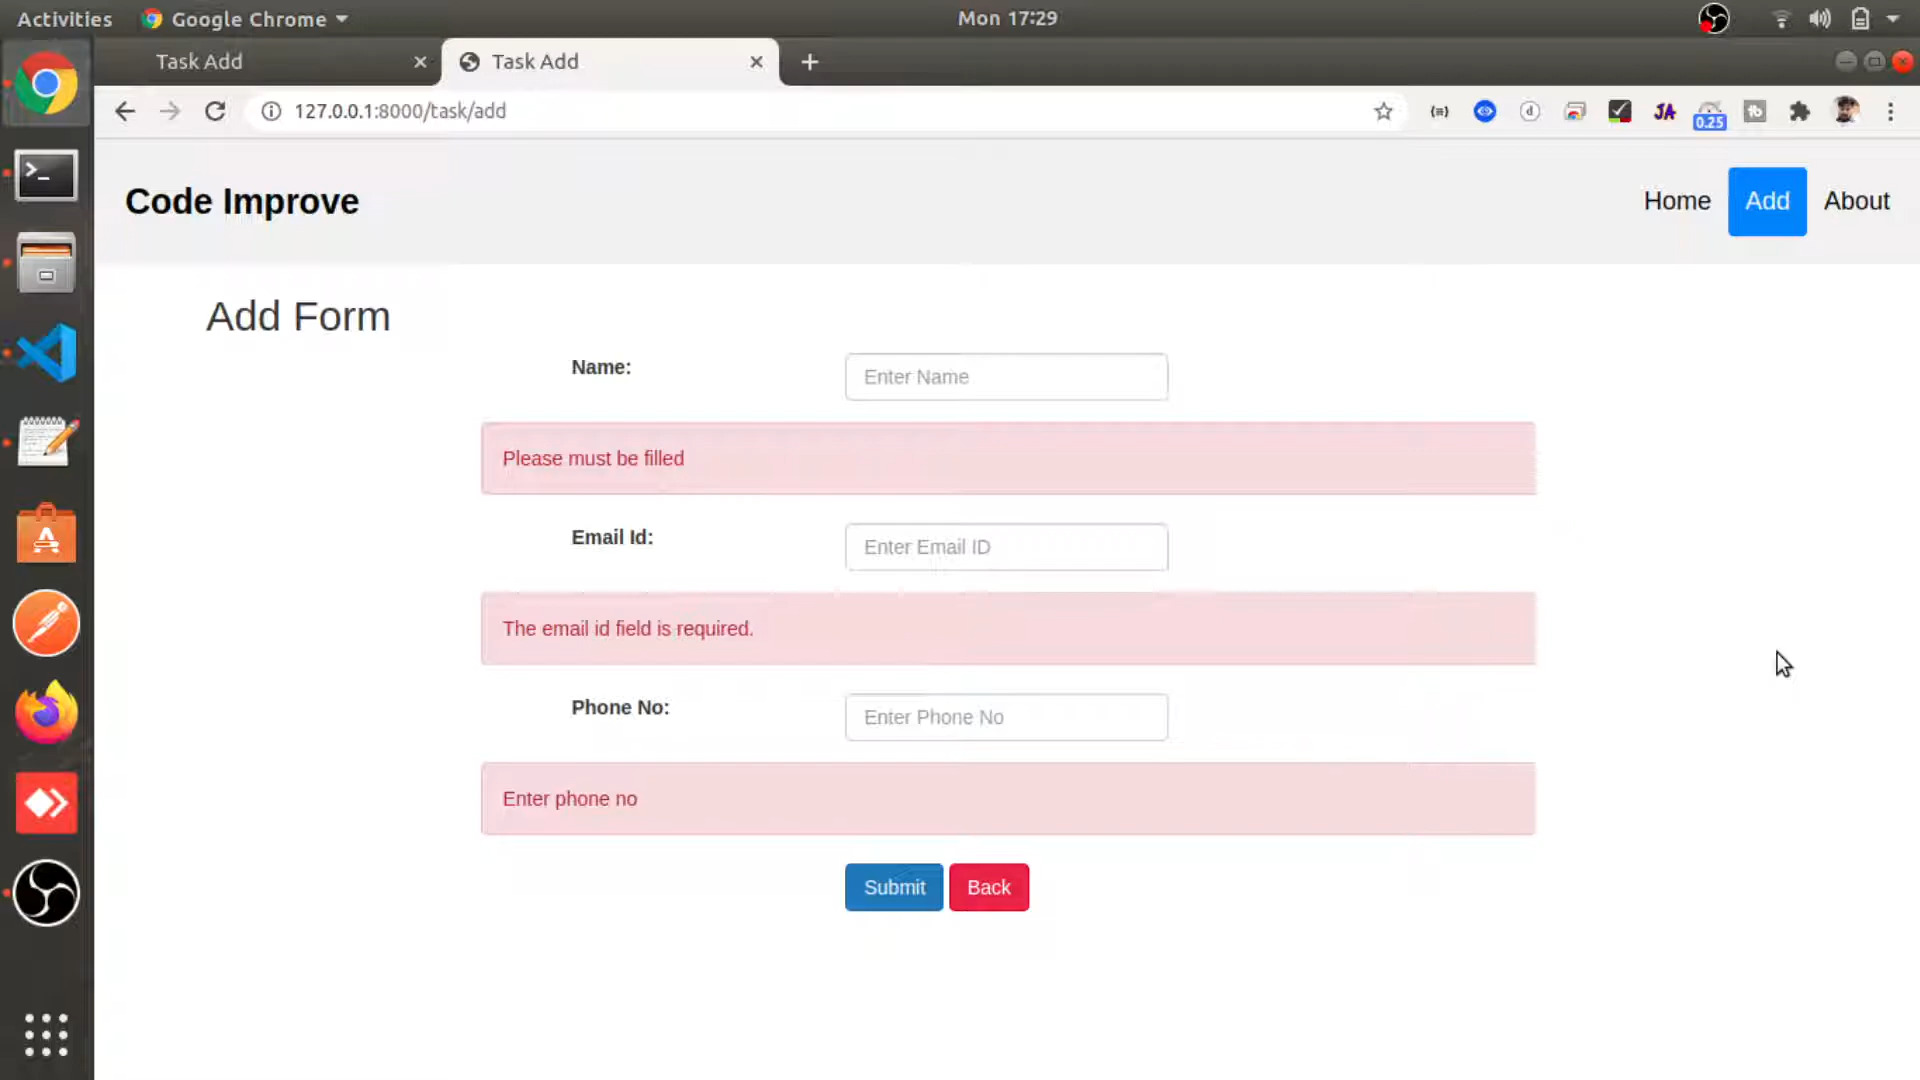 Activities Google Chrome Mon 17:29
Task Add Task Add
127.0.0.1:8000/task/add 0.25
Code Improve Home Add About
Add Form
Name: Enter Name
Please must be filled
Email Id: Enter Email ID
The email id field is required.
Phone No: Enter Phone No
Enter phone no
Submit Back